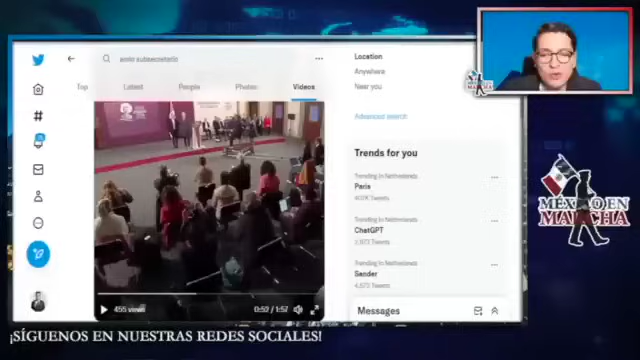 Top
Latest
People
Photos
Videos
Location
Anywhere
Near you
Advanced search
Trends for you
Trending in Netherlands
Paris
Trending in Netherlands
ChatGPT
Trending in Netherlands
Sander
Messages
455 views
0:52 / 1:57
MÉXICO EN
MARCHA
¡SÍGUENOS EN NUESTRAS REDES SOCIALES!